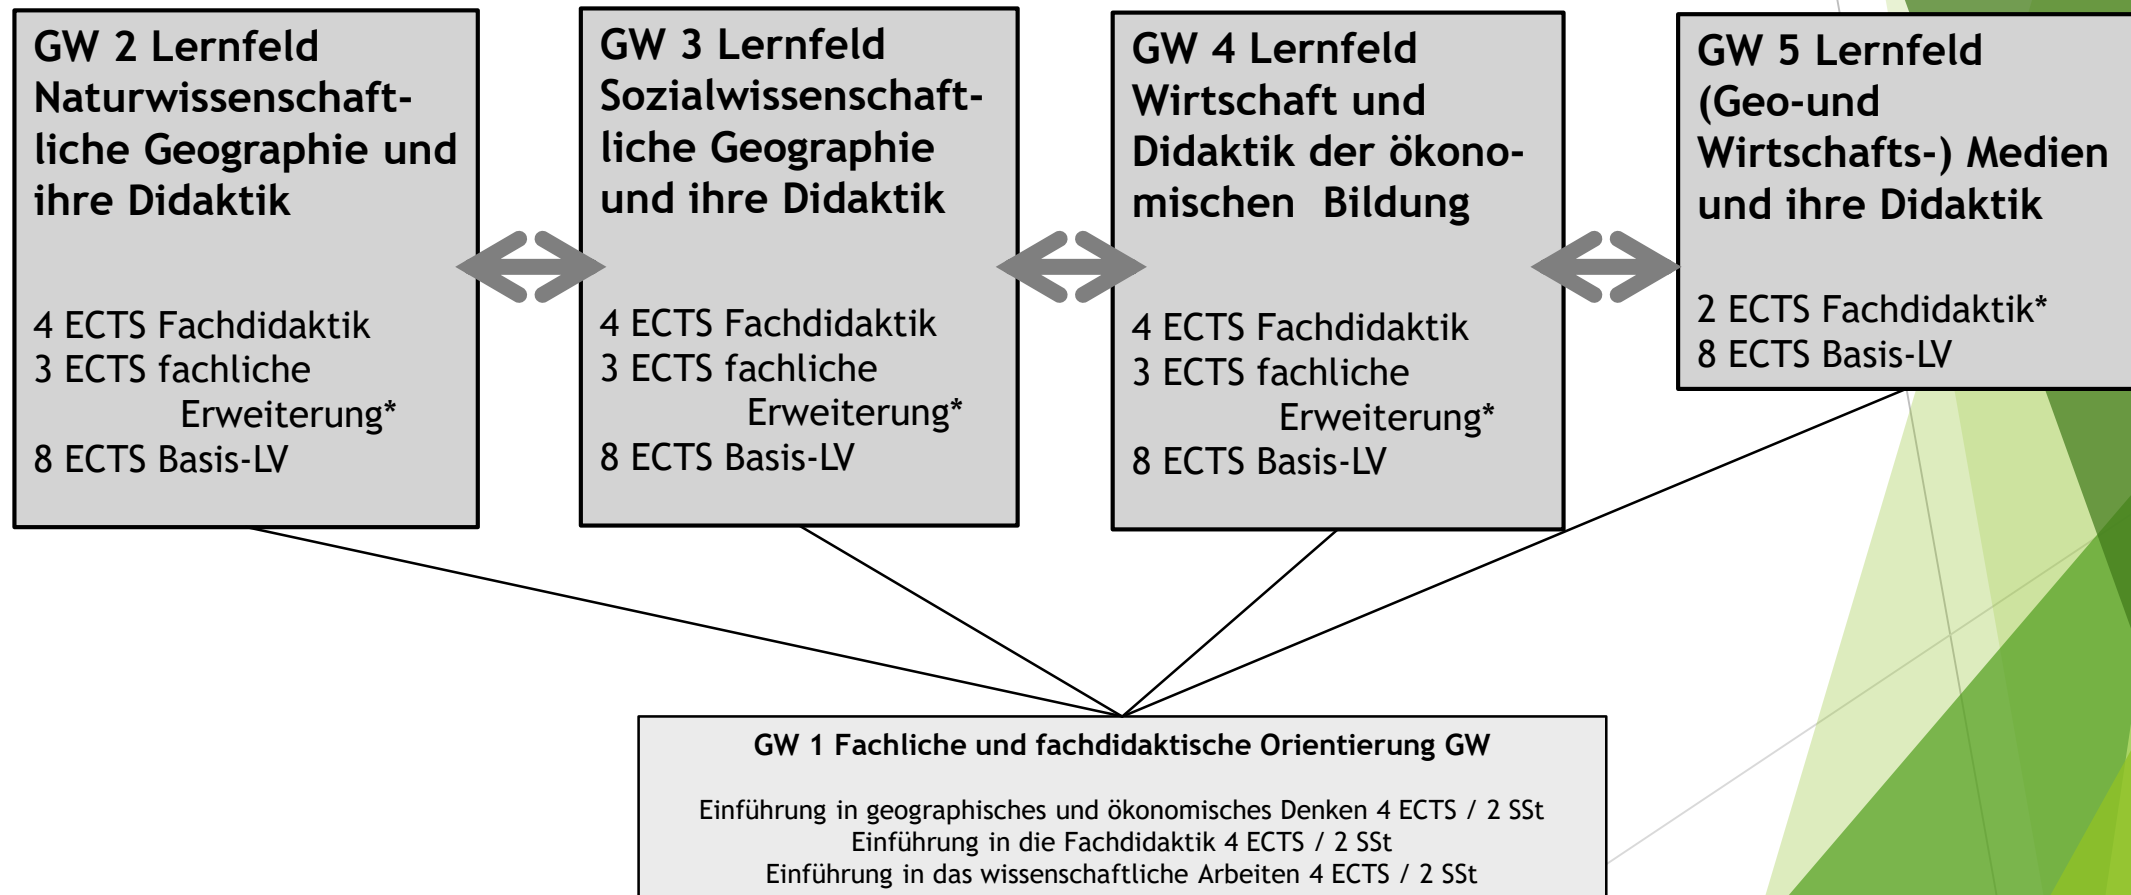 GW 2 Lernfeld
Naturwissenschaft-
liche Geographie und
ihre Didaktik
4 ECTS Fachdidaktik
3 ECTS fachliche
Erweiterung*
8 ECTS Basis-LV
GW 3 Lernfeld
Sozialwissenschaft-
liche Geographie
und ihre Didaktik
4 ECTS Fachdidaktik
3 ECTS fachliche
Erweiterung*
8 ECTS Basis-LV
GW 4 Lernfeld
Wirtschaft und
Didaktik der ökono-
mischen  Bildung
4 ECTS Fachdidaktik
3 ECTS fachliche
Erweiterung*
8 ECTS Basis-LV
GW 5 Lernfeld
(Geo-und
Wirtschafts-) Medien
und ihre Didaktik
2 ECTS Fachdidaktik*
8 ECTS Basis-LV
GW 1 Fachliche und fachdidaktische Orientierung GW
Einführung in geographisches und ökonomisches Denken 4 ECTS / 2 SSt
Einführung in die Fachdidaktik 4 ECTS / 2 SSt
Einführung in das wissenschaftliche Arbeiten 4 ECTS / 2 SSt